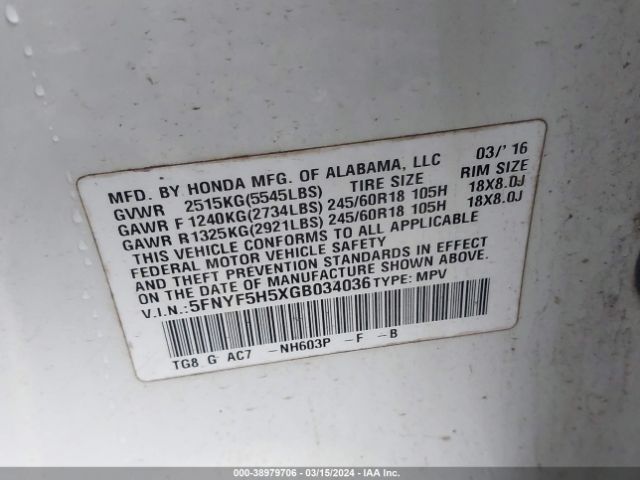 MFD. BY HONDA MFG. OF ALABAMA, LLC 03/'16
GVWR 2515KG(5545LBS) TIRE SIZE RIM SIZE
GAWR F 1240KG(2734LBS) 245/60R18 105H 18X8.0J
GAWR R1325KG(2921LBS) 245/60R18 105H 18X8.0J
THIS VEHICLE CONFORMS TO ALL APPLICABLE
FEDERAL MOTOR VEHICLE SAFETY
AND THEFT PREVENTION STANDARDS IN EFFECT
ON THE DATE OF MANUFACTURE SHOWN ABOVE.
V.I.N.:5FNYF5H5XGB034036 TYPE: MPV
TG8 G AC7 -NH603P -F -B
000-38979706 - 03/15/2024 - IAAI.COM